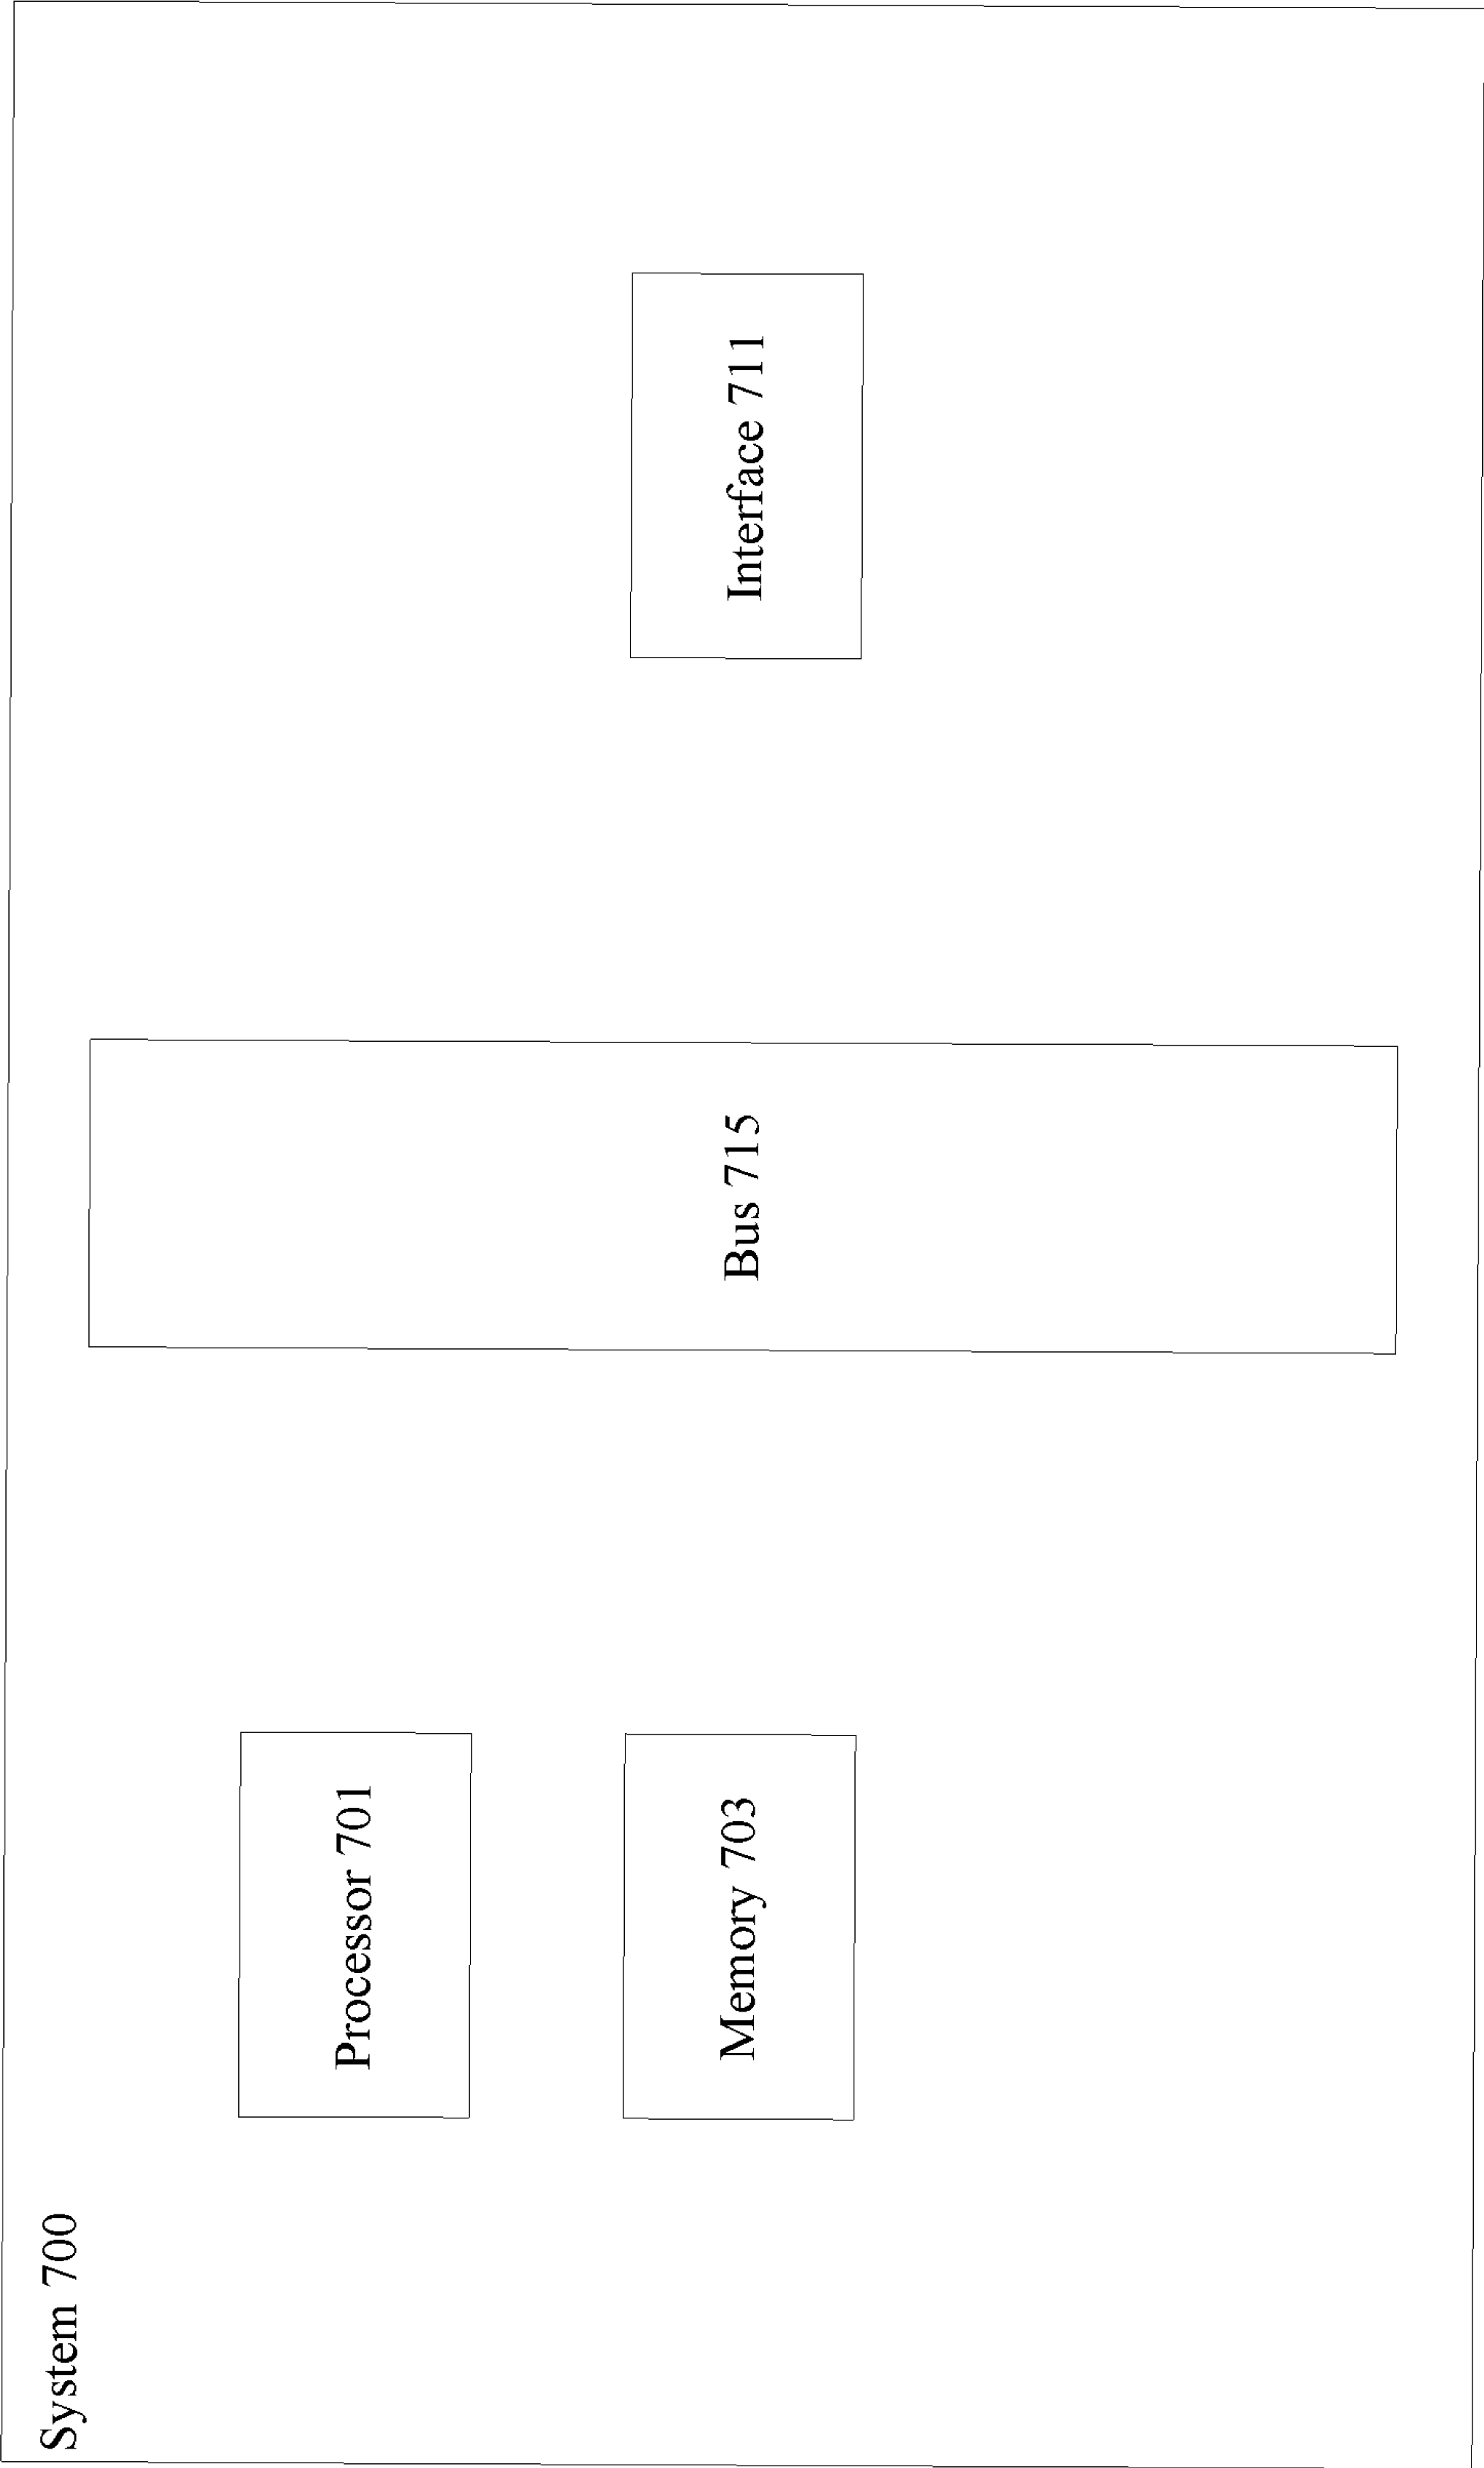 System 700
Processor 701
Memory 703
Bus 715
Interface 711